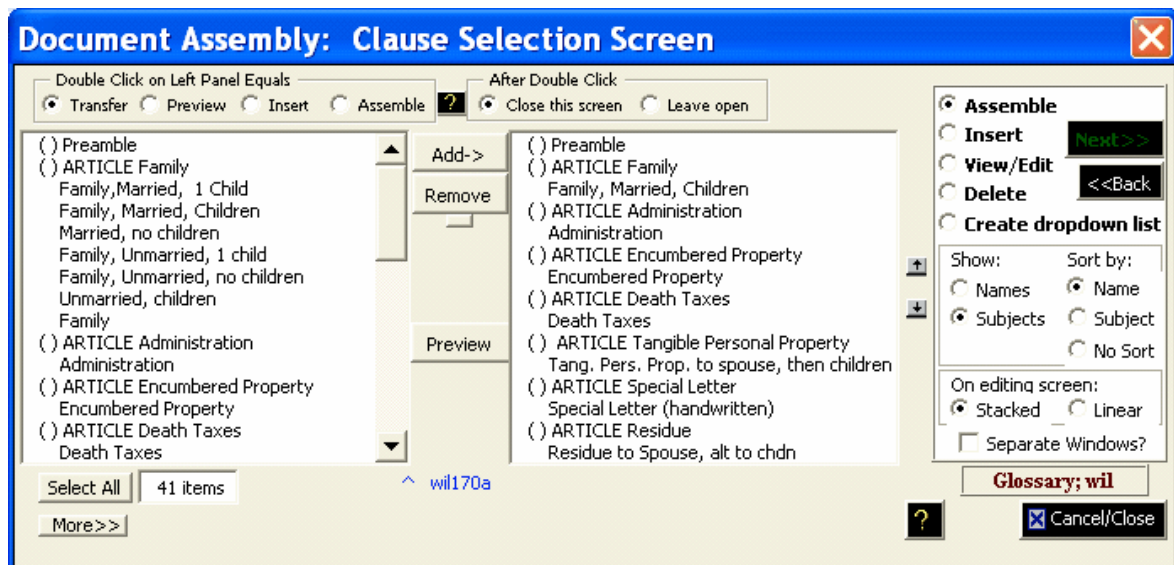 Document Assembly:  Clause Selection Screen
Double Click on Left Panel Equals
Transfer Preview Insert Assemble ?
After Double Click
Close this screen Leave open
( ) Preamble
( ) ARTICLE Family
Family,Married,  1 Child
Family, Married, Children
Married, no children
Family, Unmarried, 1 child
Family, Unmarried, no children
Unmarried, children
Family
( ) ARTICLE Administration
Administration
( ) ARTICLE Encumbered Property
Encumbered Property
( ) ARTICLE Death Taxes
Death Taxes
Add->
Remove
Preview
( ) Preamble
( ) ARTICLE Family
Family, Married, Children
( ) ARTICLE Administration
Administration
( ) ARTICLE Encumbered Property
Encumbered Property
( ) ARTICLE Death Taxes
Death Taxes
( )  ARTICLE Tangible Personal Property
Tang. Pers. Prop. to spouse, then children
( ) ARTICLE Special Letter
Special Letter (handwritten)
( ) ARTICLE Residue
Residue to Spouse, alt to chdn
Assemble
Insert
View/Edit
Delete
Create dropdown list
Next>>
<<Back
Show:
Names
Subjects
Sort by:
Name
Subject
No Sort
On editing screen:
Stacked Linear
Separate Windows?
Select All 41 items
^ wil170a
Glossary; wil
More>>
? Cancel/Close